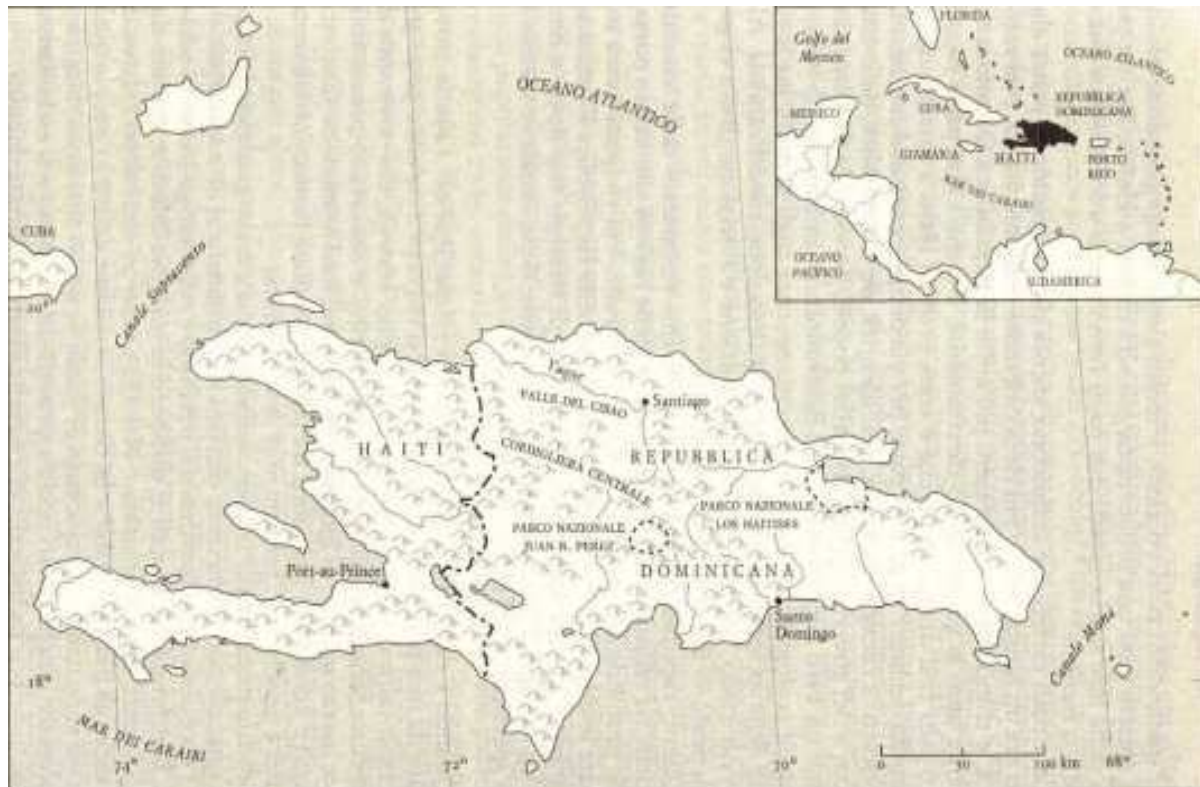 OCEANO ATLANTICO
CUBA
20°
Canale Sopravento
FLORIDA
Golfo del
Messico
OCEANO ATLANTICO
MESSICO
CUBA
REPUBBLICA
DOMINICANA
GIAMAICA
HAITI
PORTO
RICO
MAR DEI CARAIBI
OCEANO
PACIFICO
SUDAMERICA
Yaque
VALLE DEL CIBAO
Santiago
HAITI
CORDIGLIERA CENTRALE
REPUBBLICA
PARCO NAZIONALE
JUAN B. PEREZ
PARCO NAZIONALE
LOS HAITISES
Port-au-Prince
DOMINICANA
Santo
Domingo
Canale Mona
18°
MAR DEI CARAIBI
74°
72°
70°
68°
0 50 100 km